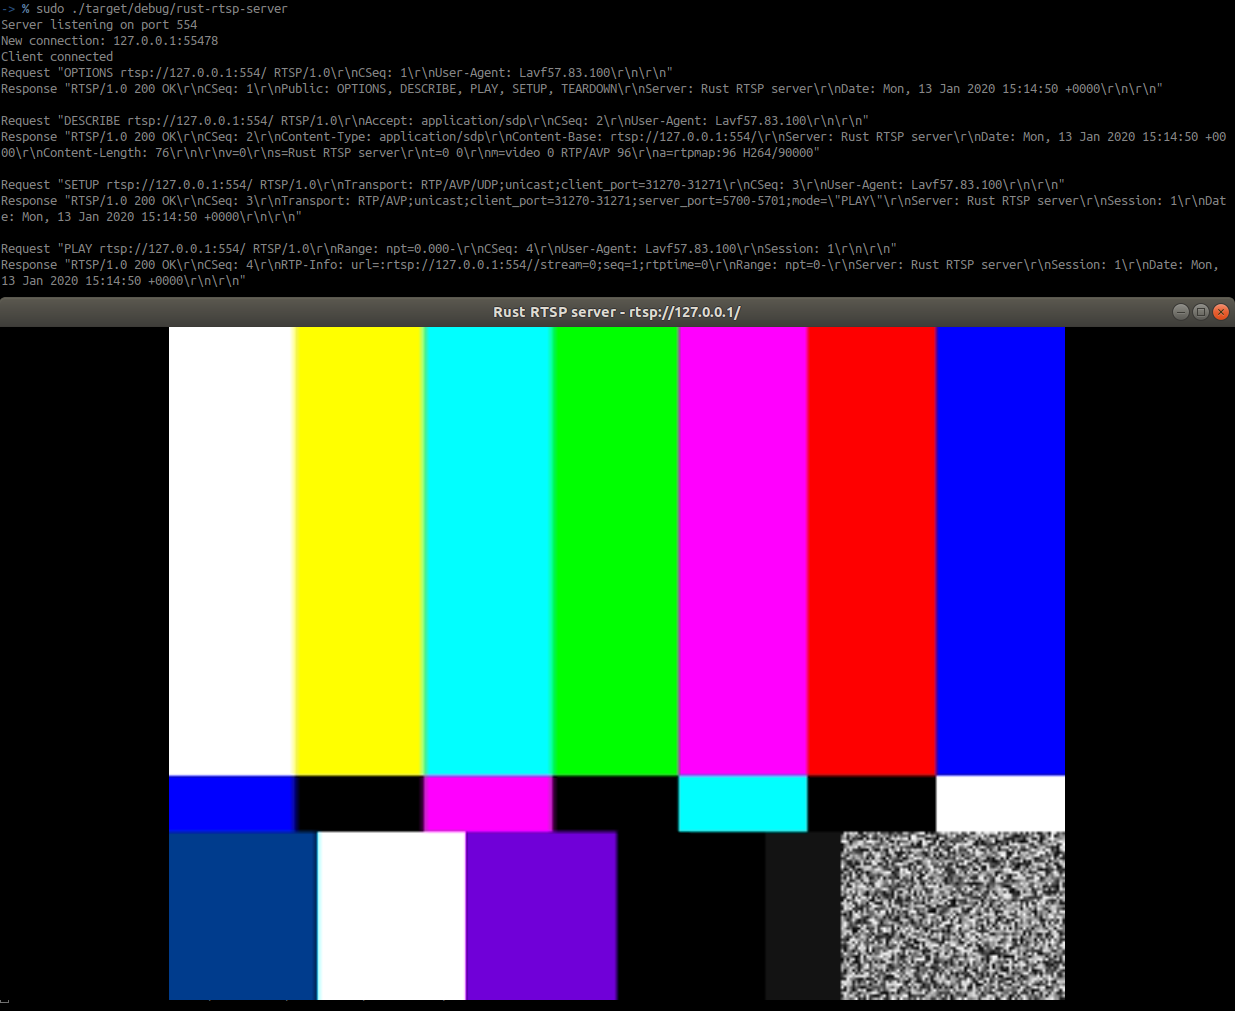 -> % sudo ./target/debug/rust-rtsp-server
Server listening on port 554
New connection: 127.0.0.1:55478
Client connected
Request "OPTIONS rtsp://127.0.0.1:554/ RTSP/1.0\r\nCSeq: 1\r\nUser-Agent: Lavf57.83.100\r\n\r\n"
Response "RTSP/1.0 200 OK\r\nCSeq: 1\r\nPublic: OPTIONS, DESCRIBE, PLAY, SETUP, TEARDOWN\r\nServer: Rust RTSP server\r\nDate: Mon, 13 Jan 2020 15:14:50 +0000\r\n\r\n"
Request "DESCRIBE rtsp://127.0.0.1:554/ RTSP/1.0\r\nAccept: application/sdp\r\nCSeq: 2\r\nUser-Agent: Lavf57.83.100\r\n\r\n"
Response "RTSP/1.0 200 OK\r\nCSeq: 2\r\nContent-Type: application/sdp\r\nContent-Base: rtsp://127.0.0.1:554/\r\nServer: Rust RTSP server\r\nDate: Mon, 13 Jan 2020 15:14:50 +00
00\r\nContent-Length: 76\r\n\r\nv=0\r\ns=Rust RTSP server\r\nt=0 0\r\nm=video 0 RTP/AVP 96\r\na=rtpmap:96 H264/90000"
Request "SETUP rtsp://127.0.0.1:554/ RTSP/1.0\r\nTransport: RTP/AVP/UDP;unicast;client_port=31270-31271\r\nCSeq: 3\r\nUser-Agent: Lavf57.83.100\r\n\r\n"
Response "RTSP/1.0 200 OK\r\nCSeq: 3\r\nTransport: RTP/AVP;unicast;client_port=31270-31271;server_port=5700-5701;mode=\"PLAY\"\r\nServer: Rust RTSP server\r\nSession: 1\r\nDat
e: Mon, 13 Jan 2020 15:14:50 +0000\r\n\r\n"
Request "PLAY rtsp://127.0.0.1:554/ RTSP/1.0\r\nRange: npt=0.000-\r\nCSeq: 4\r\nUser-Agent: Lavf57.83.100\r\nSession: 1\r\n\r\n"
Response "RTSP/1.0 200 OK\r\nCSeq: 4\r\nRTP-Info: url=:rtsp://127.0.0.1:554//stream=0;seq=1;rtptime=0\r\nRange: npt=0-\r\nServer: Rust RTSP server\r\nSession: 1\r\nDate: Mon,
13 Jan 2020 15:14:50 +0000\r\n\r\n"
Rust RTSP server - rtsp://127.0.0.1/